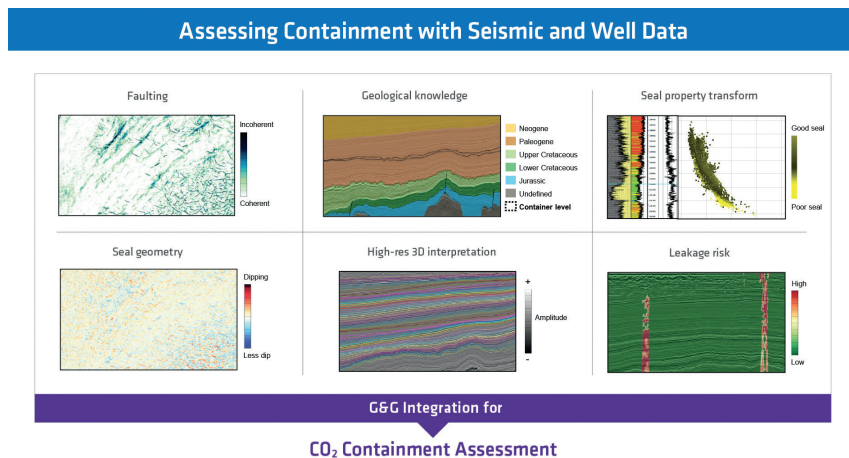 Assessing Containment with Seismic and Well Data
Faulting
Incoherent
Coherent
Geological knowledge
Neogene
Paleogene
Upper Cretaceous
Lower Cretaceous
Jurassic
Undefined
Container level
Seal property transform
Good seal
Poor seal
Seal geometry
Dipping
Less dip
High-res 3D interpretation
+
Amplitude
-
Leakage risk
High
Low
G&G Integration for
CO₂ Containment Assessment